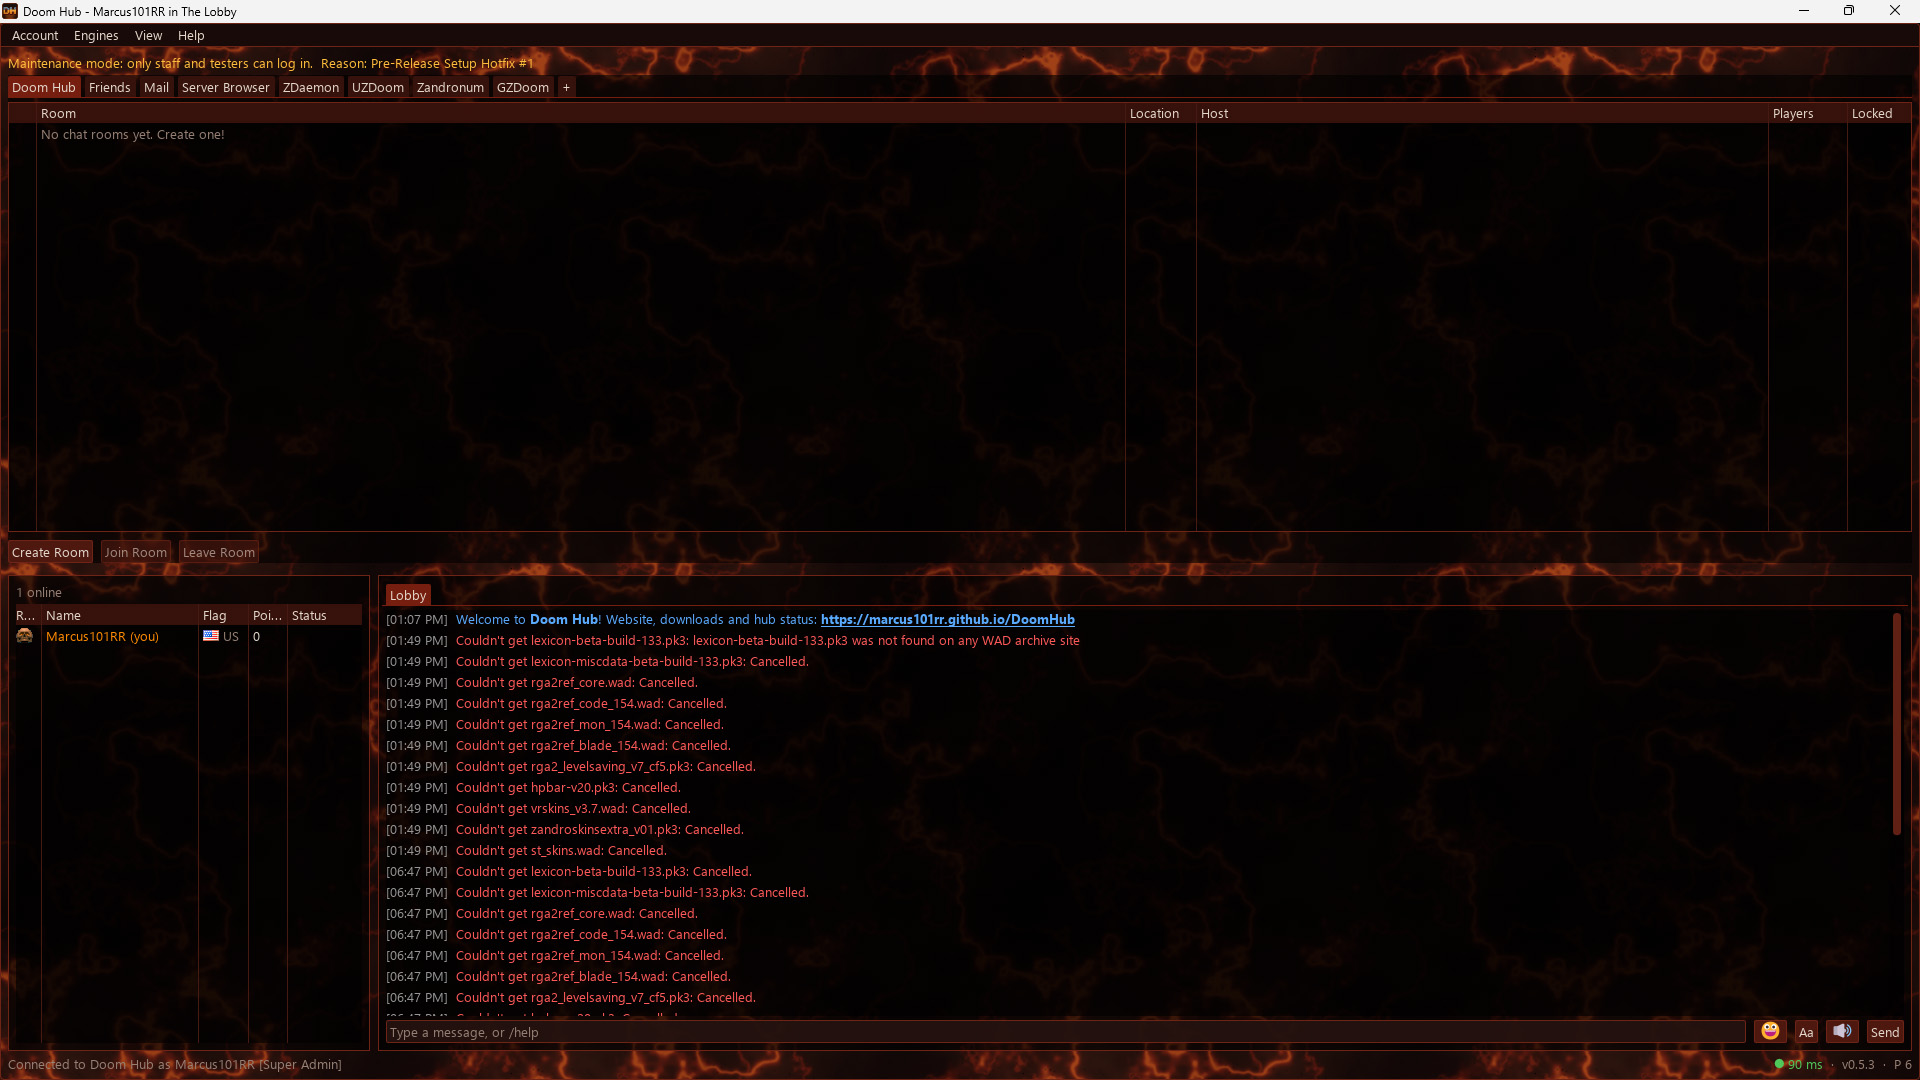 Doom Hub - Marcus101RR in The Lobby
Account Engines View Help
Maintenance mode: only staff and testers can log in. Reason: Pre-Release Setup Hotfix #1
Doom Hub Friends Mail Server Browser ZDaemon UZDoom Zandronum GZDoom +
Room Location Host Players Locked
No chat rooms yet. Create one!
Create Room Join Room Leave Room
1 online
R... Name Flag Poi... Status
Marcus101RR (you) US 0
Lobby
[01:07 PM] Welcome to Doom Hub! Website, downloads and hub status: https://marcus101rr.github.io/DoomHub
[01:49 PM] Couldn't get lexicon-beta-build-133.pk3: lexicon-beta-build-133.pk3 was not found on any WAD archive site
[01:49 PM] Couldn't get lexicon-miscdata-beta-build-133.pk3: Cancelled.
[01:49 PM] Couldn't get rga2ref_core.wad: Cancelled.
[01:49 PM] Couldn't get rga2ref_code_154.wad: Cancelled.
[01:49 PM] Couldn't get rga2ref_mon_154.wad: Cancelled.
[01:49 PM] Couldn't get rga2ref_blade_154.wad: Cancelled.
[01:49 PM] Couldn't get rga2_levelsaving_v7_cf5.pk3: Cancelled.
[01:49 PM] Couldn't get hpbar-v20.pk3: Cancelled.
[01:49 PM] Couldn't get vrskins_v3.7.wad: Cancelled.
[01:49 PM] Couldn't get zandroskinsextra_v01.pk3: Cancelled.
[01:49 PM] Couldn't get st_skins.wad: Cancelled.
[06:47 PM] Couldn't get lexicon-beta-build-133.pk3: Cancelled.
[06:47 PM] Couldn't get lexicon-miscdata-beta-build-133.pk3: Cancelled.
[06:47 PM] Couldn't get rga2ref_core.wad: Cancelled.
[06:47 PM] Couldn't get rga2ref_code_154.wad: Cancelled.
[06:47 PM] Couldn't get rga2ref_mon_154.wad: Cancelled.
[06:47 PM] Couldn't get rga2ref_blade_154.wad: Cancelled.
[06:47 PM] Couldn't get rga2_levelsaving_v7_cf5.pk3: Cancelled.
Type a message, or /help Aa Send
Connected to Doom Hub as Marcus101RR [Super Admin] 90 ms · v0.5.3 · P 6